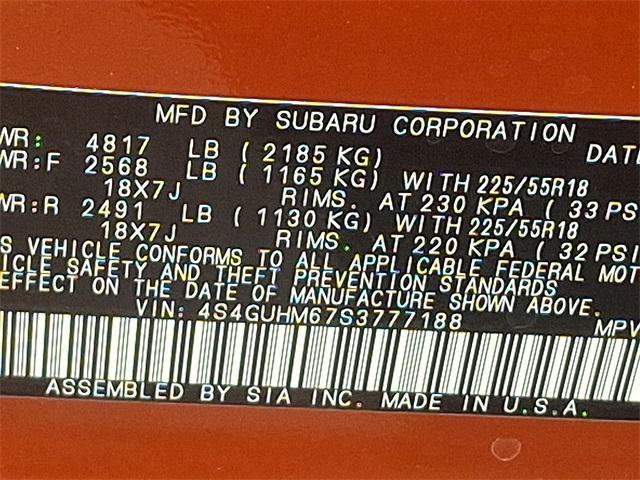 MFD BY SUBARU CORPORATION
WR: 4817 LB ( 2185 KG) DAT
WR:F 2568 LB ( 1165 KG) WITH 225/55R18
18X7J RIMS. AT 230 KPA ( 33 PS
WR:R 2491 LB ( 1130 KG) WITH 225/55R18
18X7J RIMS. AT 220 KPA ( 32 PSI
S VEHICLE CONFORMS TO ALL APPLICABLE FEDERAL MOT
ICLE SAFETY AND THEFT PREVENTION STANDARDS
EFFECT ON THE DATE OF MANUFACTURE SHOWN ABOVE.
VIN: 4S4GUHM67S3777188 MPV
ASSEMBLED BY SIA INC. MADE IN U.S.A.